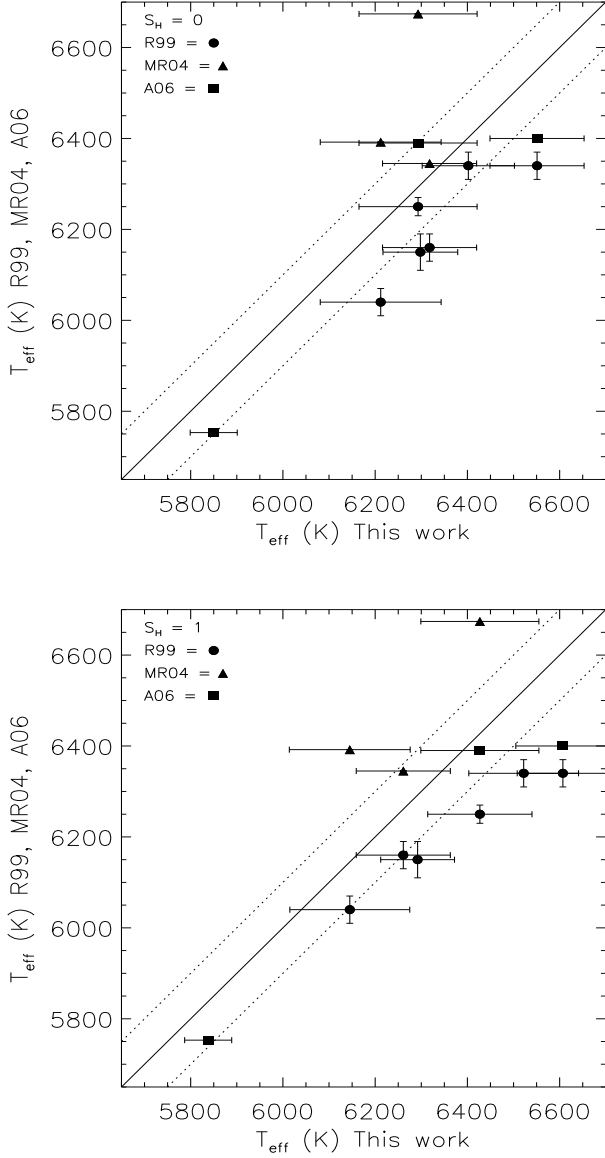 S_H = 0
R99 = ●
MR04 = ▲
A06 = ■
6600
6400
6200
6000
5800
T_eff (K) R99, MR04, A06
5800 6000 6200 6400 6600
T_eff (K) This work
S_H = 1
R99 = ●
MR04 = ▲
A06 = ■
6600
6400
6200
6000
5800
T_eff (K) R99, MR04, A06
5800 6000 6200 6400 6600
T_eff (K) This work